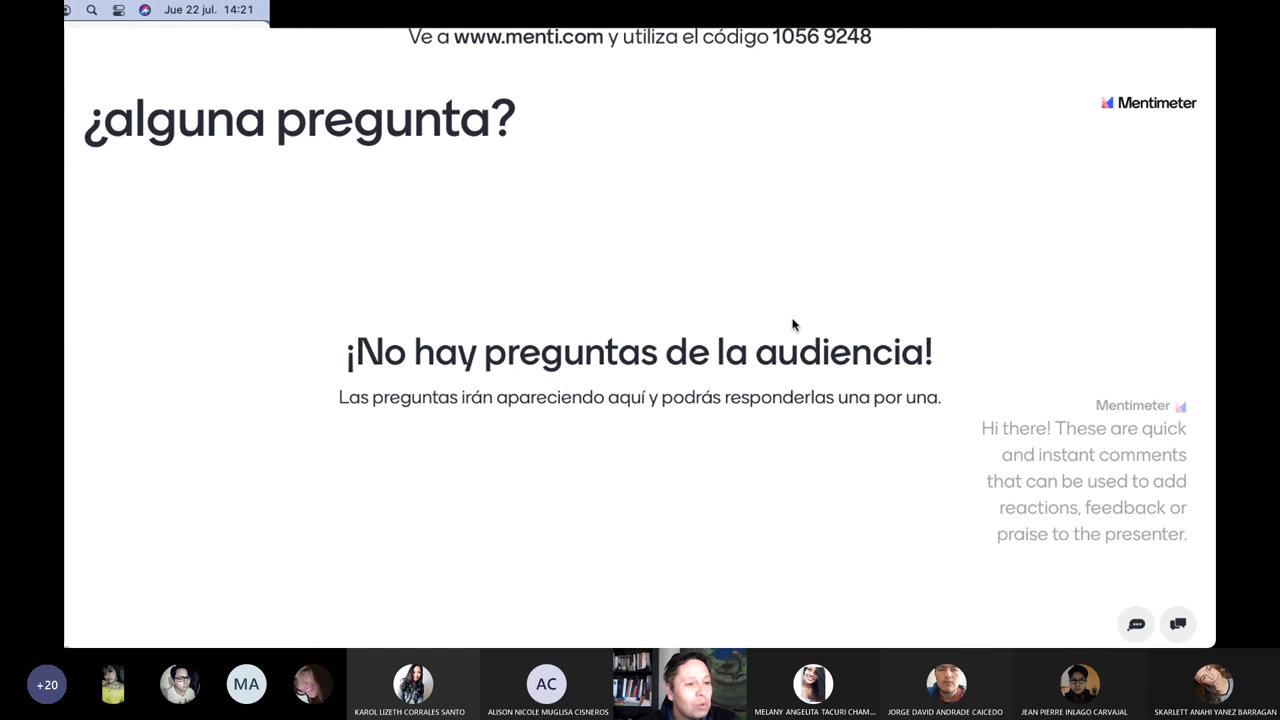 Jue 22 jul. 14:21
Ve a www.menti.com y utiliza el código 1056 9248
¿alguna pregunta?
Mentimeter
¡No hay preguntas de la audiencia!
Las preguntas irán apareciendo aquí y podrás responderlas una por una.
Mentimeter
Hi there! These are quick
and instant comments
that can be used to add
reactions, feedback or
praise to the presenter.
+20
MA
AC
KAROL LIZETH CORRALES SANTO
ALISON NICOLE MUGLISA CISNEROS
MELANY ANGELITA TACURI CHAM...
JORGE DAVID ANDRADE CAICEDO
JEAN PIERRE INLAGO CARVAJAL
SKARLETT ANAHI YANEZ BARRAGAN